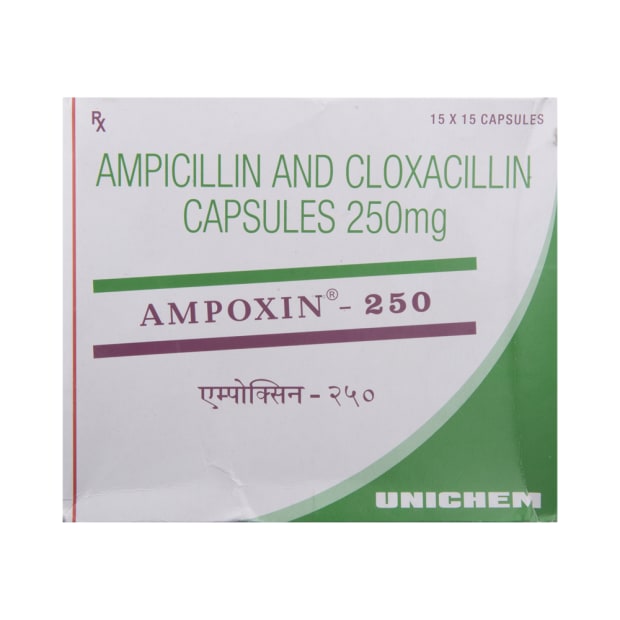 Rx
15 X 15 CAPSULES
AMPICILLIN AND CLOXACILLIN
CAPSULES 250mg
AMPOXIN® - 250
एम्पोक्सिन - २५०
UNICHEM